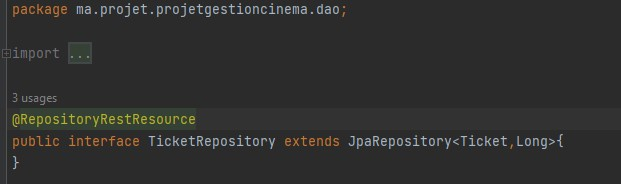 package ma.projet.projetgestioncinema.dao;
import ...
3 usages
@RepositoryRestResource
public interface TicketRepository extends JpaRepository<Ticket,Long>{
}